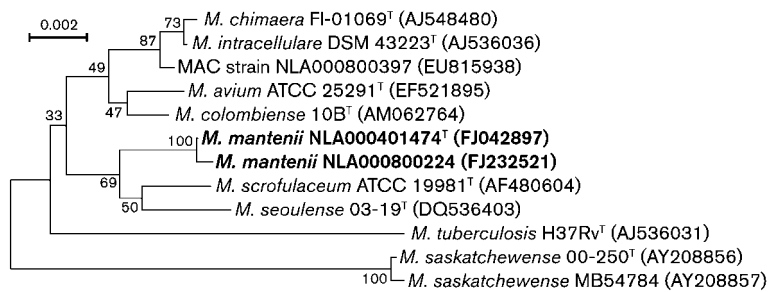 0.002
73
M. chimaera FI-01069ᵀ (AJ548480)
87
M. intracellulare DSM 43223ᵀ (AJ536036)
MAC strain NLA000800397 (EU815938)
49
M. avium ATCC 25291ᵀ (EF521895)
47
M. colombiense 10Bᵀ (AM062764)
33
100
M. mantenii NLA000401474ᵀ (FJ042897)
M. mantenii NLA000800224 (FJ232521)
69
M. scrofulaceum ATCC 19981ᵀ (AF480604)
50
M. seoulense 03-19ᵀ (DQ536403)
M. tuberculosis H37Rvᵀ (AJ536031)
M. saskatchewense 00-250ᵀ (AY208856)
100
M. saskatchewense MB54784 (AY208857)